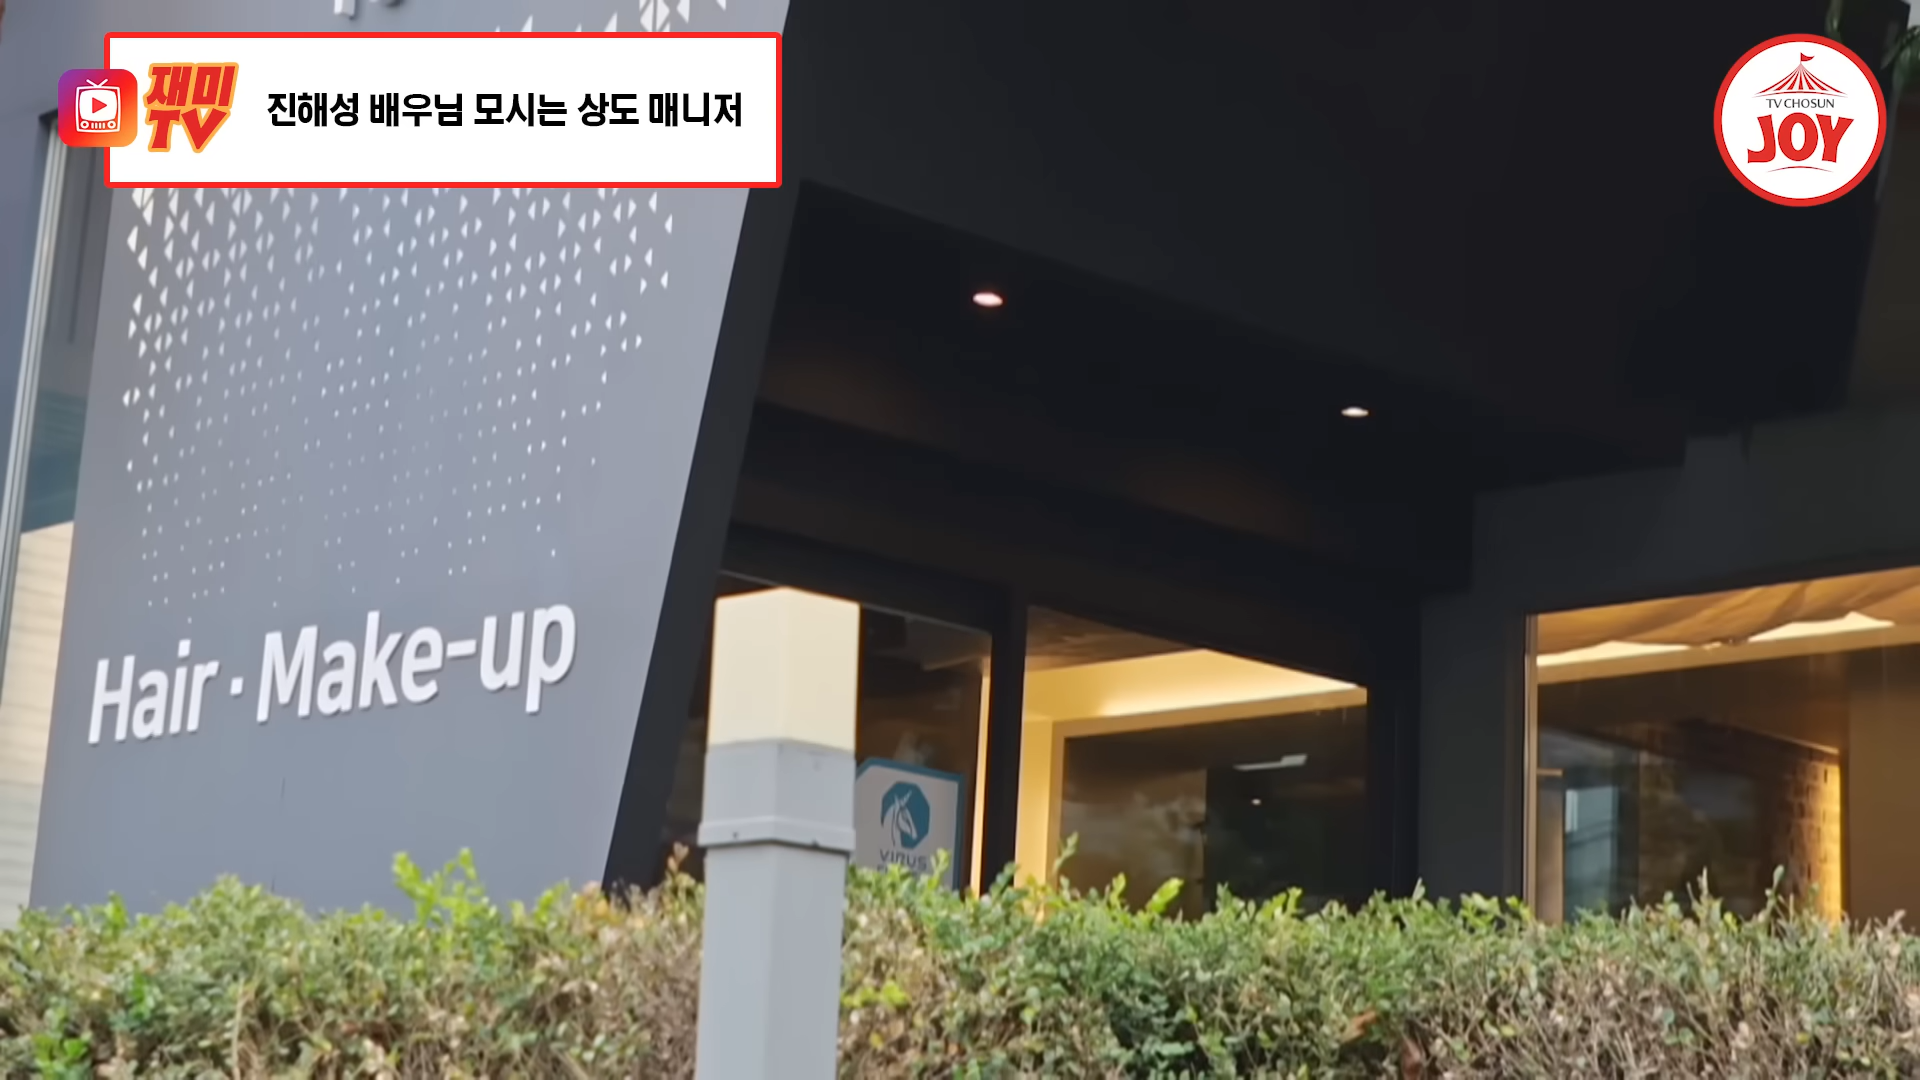 재미
TV
진해성 배우님 모시는 상도 매니저
TV CHOSUN
JOY
Hair · Make-up
VIRUS